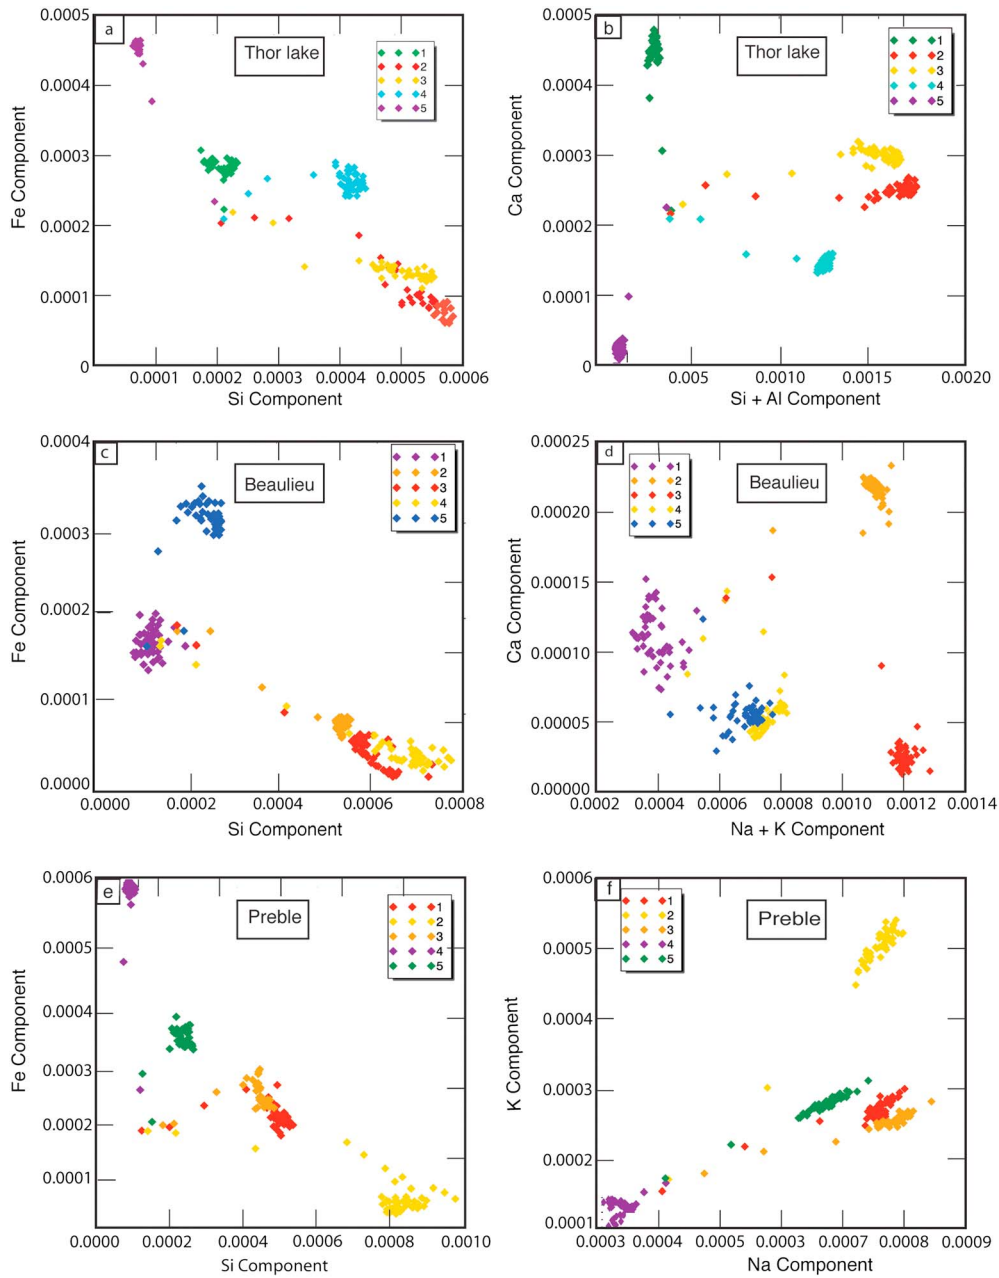 a
Thor lake
1
2
3
4
5
0.0005
0.0004
0.0003
0.0002
0.0001
0
Fe Component
0.0001 0.0002 0.0003 0.0004 0.0005 0.0006
Si Component
b
Thor lake
1
2
3
4
5
0.0005
0.0004
0.0003
0.0002
0.0001
0
Ca Component
0.005 0.0010 0.0015 0.0020
Si + Al Component
c
Beaulieu
1
2
3
4
5
0.0004
0.0003
0.0002
0.0001
0.0000
Fe Component
0.0000 0.0002 0.0004 0.0006 0.0008
Si Component
d
Beaulieu
1
2
3
4
5
0.00025
0.00020
0.00015
0.00010
0.00005
0.00000
Ca Component
0.0002 0.0004 0.0006 0.0008 0.0010 0.0012 0.0014
Na + K Component
e
Preble
1
2
3
4
5
0.0006
0.0005
0.0004
0.0003
0.0002
0.0001
Fe Component
0.0000 0.0002 0.0004 0.0006 0.0008 0.0010
Si Component
f
Preble
1
2
3
4
5
0.0006
0.0005
0.0004
0.0003
0.0002
0.0001
K Component
0.0003 0.0004 0.0005 0.0007 0.0008 0.0009
Na Component